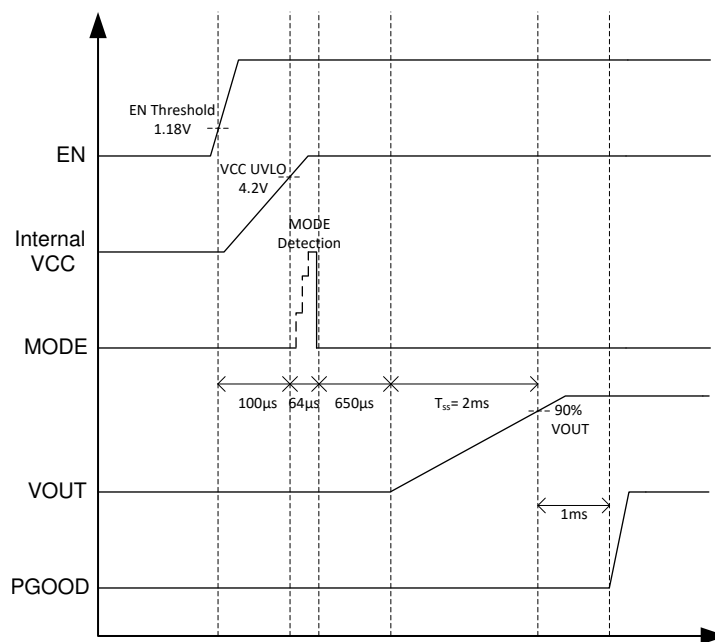 EN Threshold
1.18V
EN
VCC UVLO
4.2V
Internal
VCC
MODE
Detection
MODE
100µs
64µs
650µs
Tss= 2ms
90%
VOUT
VOUT
1ms
PGOOD